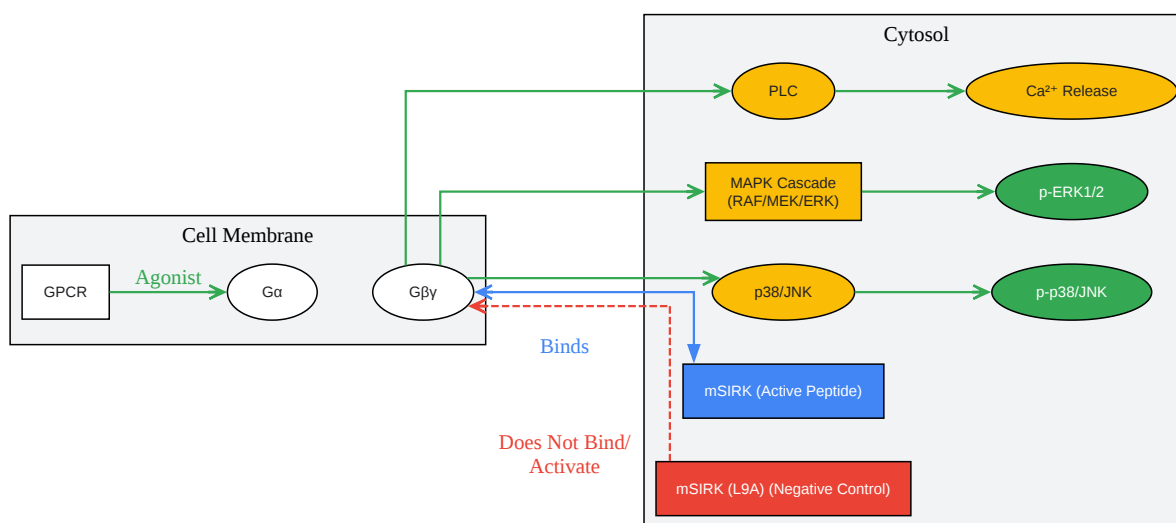 Cytosol
PLC
Ca²⁺ Release
MAPK Cascade
(RAF/MEK/ERK)
p-ERK1/2
Cell Membrane
GPCR
Agonist
Gα
Gβγ
p38/JNK
p-p38/JNK
Binds
mSIRK (Active Peptide)
Does Not Bind/
Activate
mSIRK (L9A) (Negative Control)